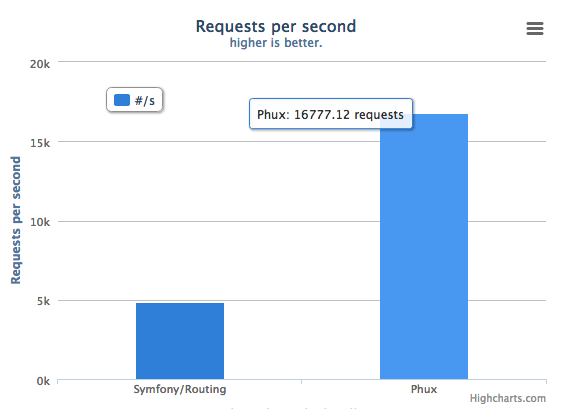 Requests per second
higher is better.
20k
#/s
Phux: 16777.12 requests
15k
Requests per second
10k
5k
0k
Symfony/Routing
Phux
Highcharts.com